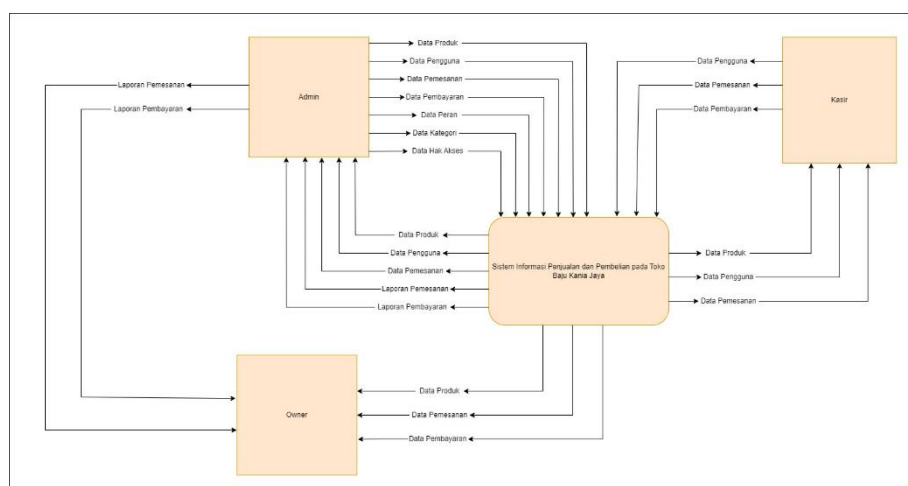 Data Produk
Data Pengguna
Data Pemesanan
Data Pembayaran
Data Peran
Data Kategori
Data Hak Akses
Laporan Pemesanan
Laporan Pembayaran
Admin
Data Pengguna
Data Pemesanan
Data Pembayaran
Kasir
Data Produk
Data Pengguna
Data Pemesanan
Laporan Pemesanan
Laporan Pembayaran
Sistem Informasi Penjualan dan Pembelian pada Toko
Baju Kania Jaya
Data Produk
Data Pengguna
Data Pemesanan
Owner
Data Produk
Data Pemesanan
Data Pembayaran